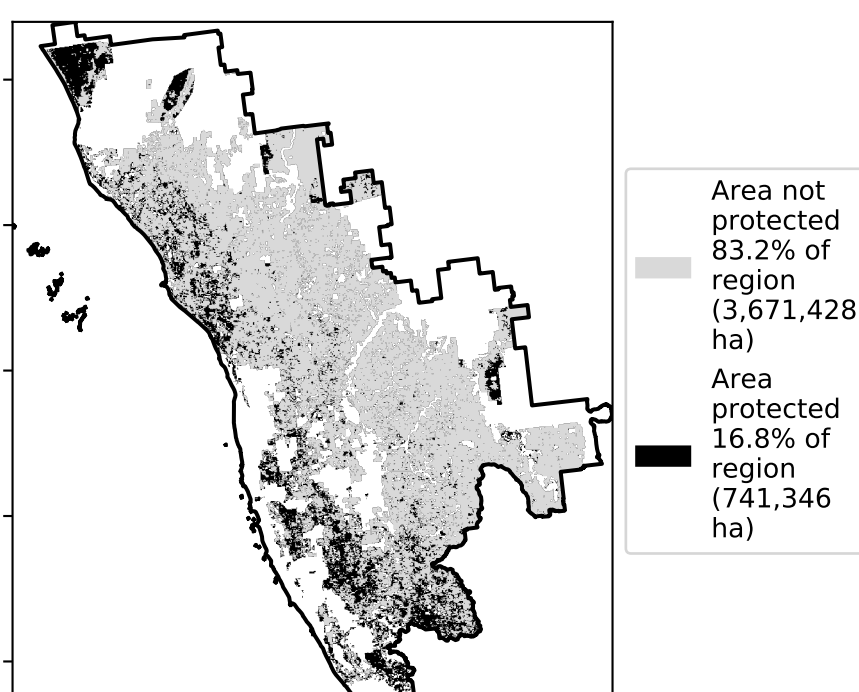 Area not
protected
83.2% of
region
(3,671,428
ha)
Area
protected
16.8% of
region
(741,346
ha)